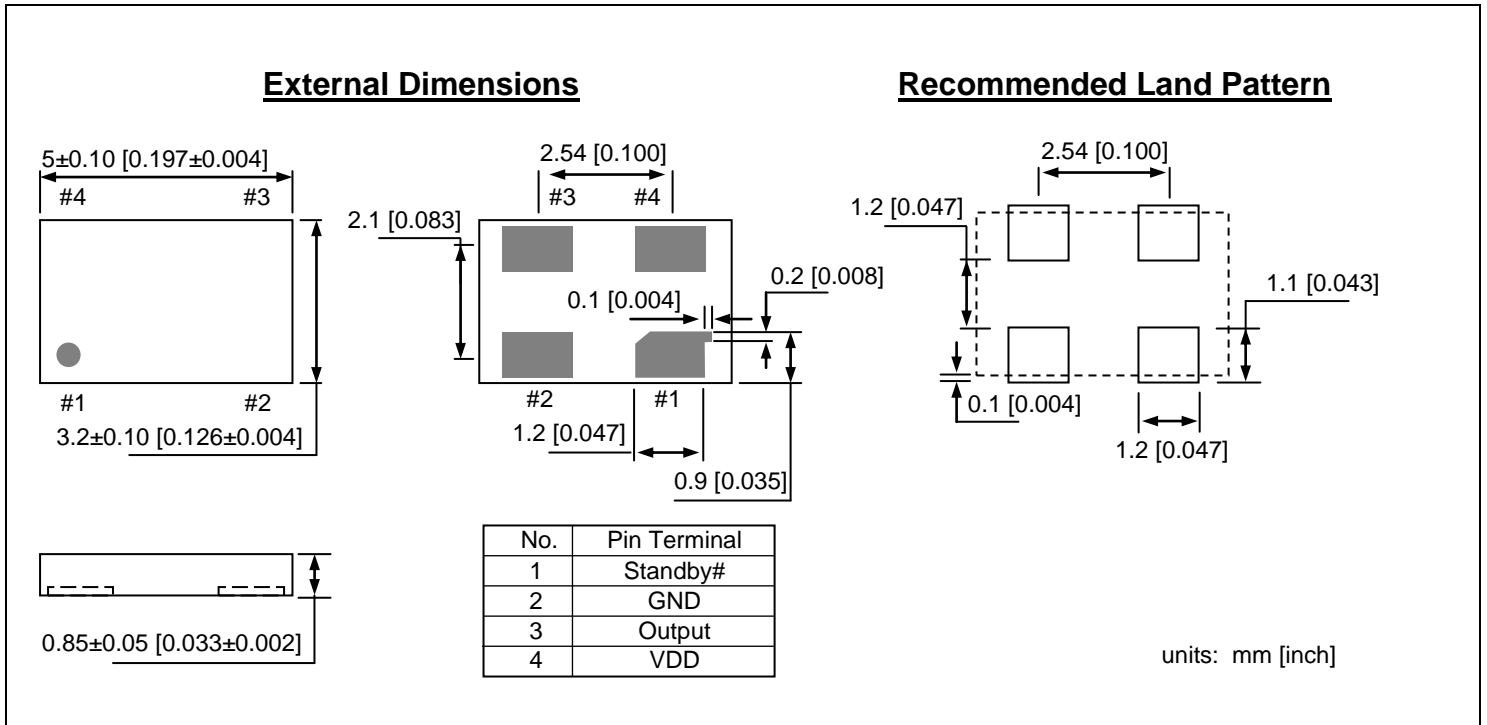 External Dimensions
Recommended Land Pattern
5±0.10 [0.197±0.004]
#4 #3
#1 #2
3.2±0.10 [0.126±0.004]
2.54 [0.100]
#3 #4
2.1 [0.083]
0.2 [0.008]
0.1 [0.004]
#2 #1
1.2 [0.047]
0.9 [0.035]
2.54 [0.100]
1.2 [0.047]
1.1 [0.043]
0.1 [0.004]
1.2 [0.047]
0.85±0.05 [0.033±0.002]
No. Pin Terminal
1 Standby#
2 GND
3 Output
4 VDD
units: mm [inch]